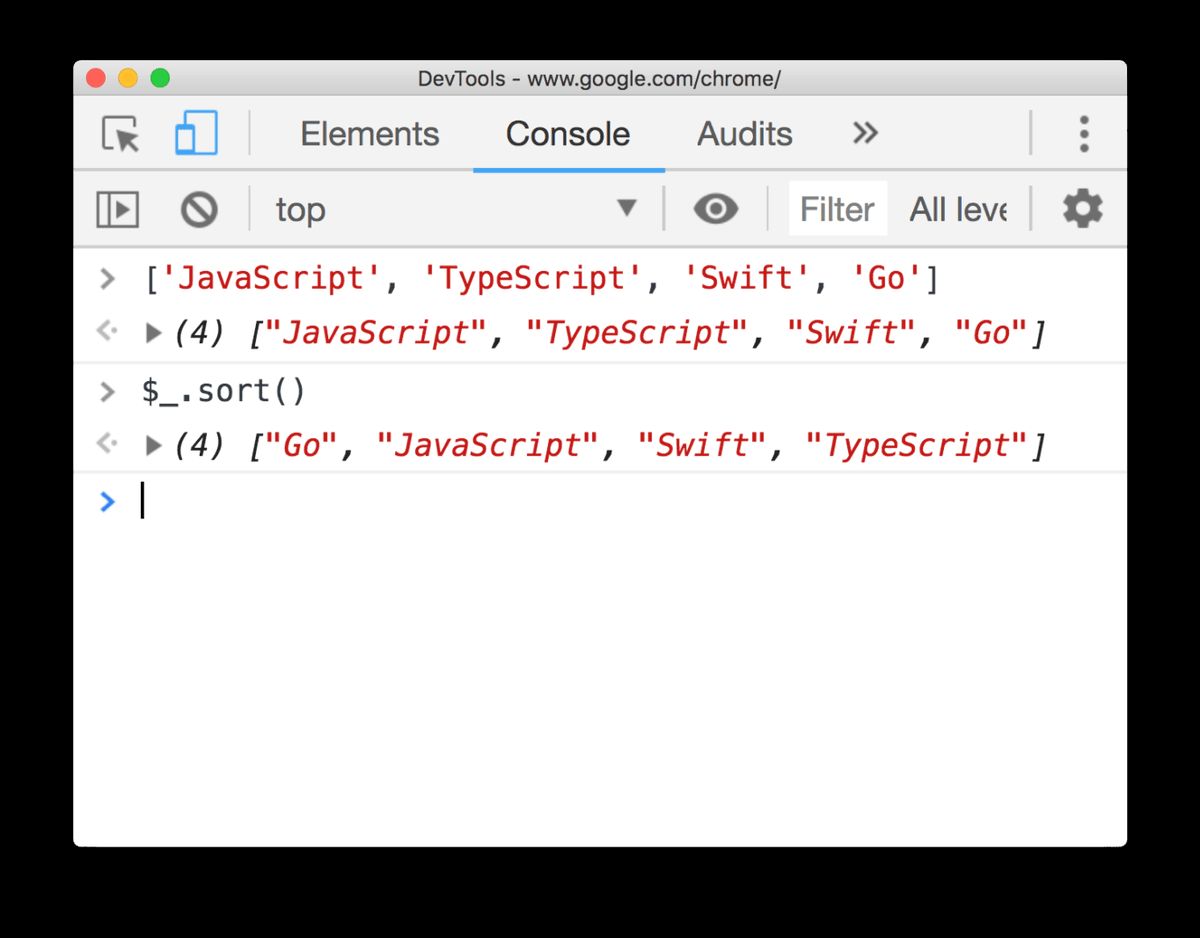 DevTools - www.google.com/chrome/
Elements Console Audits »
top ▼ Filter All leve
> ['JavaScript', 'TypeScript', 'Swift', 'Go']
(4) ["JavaScript", "TypeScript", "Swift", "Go"]
> $_.sort()
(4) ["Go", "JavaScript", "Swift", "TypeScript"]
>